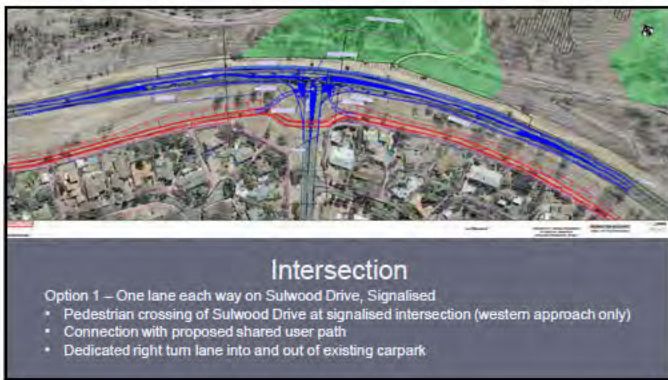 Intersection
Option 1 – One lane each way on Sulwood Drive, Signalised
• Pedestrian crossing of Sulwood Drive at signalised intersection (western approach only)
• Connection with proposed shared user path
• Dedicated right turn lane into and out of existing carpark